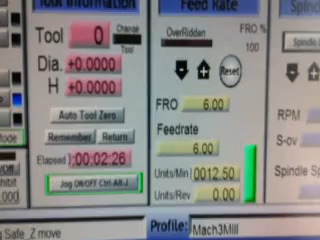 Tool Information
Feed Rate
Tool 0 Change Tool
Dia. +0.0000
H +0.0000
Auto Tool Zero
Remember Return
Elapsed 00:02:26
Jog ON/OFF Ctrl-Alt-J
OverRidden FRO %
100
Reset
FRO 6.00
Feedrate
6.00
Units/Min 0012.50
Units/Rev 0.00
RPM
S-ov
Spindle
Mode
Safe_Z move
Profile: Mach3Mill